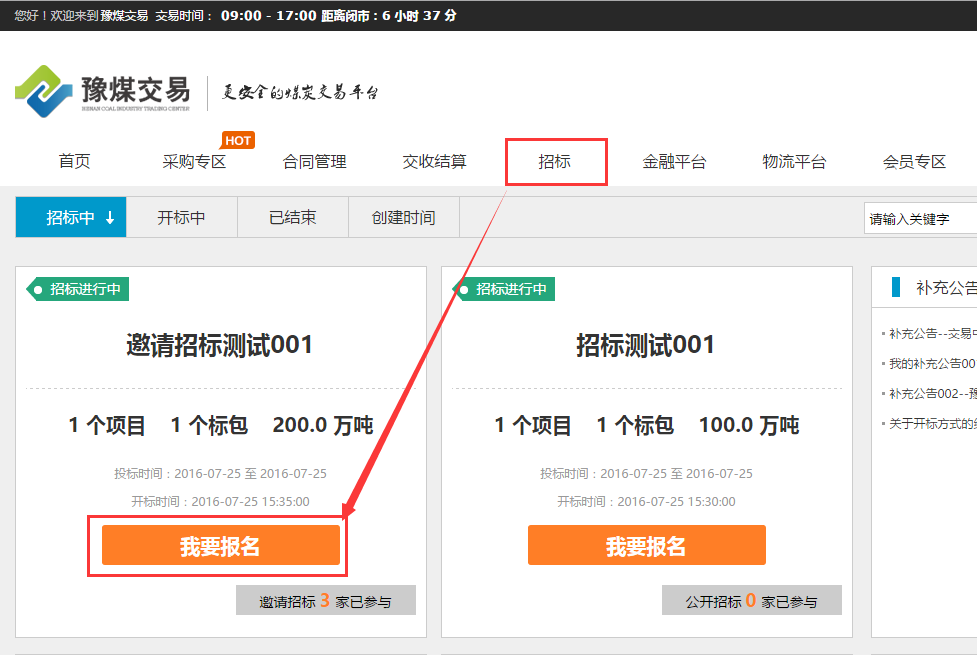 您好！欢迎来到豫煤交易 交易时间： 09:00 - 17:00 距离闭市：6 小时 37 分
豫煤交易
HENAN COAL INDUSTRY TRADING CENTER
更安全的煤炭交易平台
HOT
首页 采购专区 合同管理 交收结算 招标 金融平台 物流平台 会员专区
招标中 ↓ 开标中 已结束 创建时间 请输入关键字
招标进行中
邀请招标测试001
1 个项目 1 个标包 200.0 万吨
投标时间：2016-07-25 至 2016-07-25
开标时间：2016-07-25 15:35:00
我要报名
邀请招标 3 家已参与
招标进行中
招标测试001
1 个项目 1 个标包 100.0 万吨
投标时间：2016-07-25 至 2016-07-25
开标时间：2016-07-25 15:30:00
我要报名
公开招标 0 家已参与
补充公告
补充公告--交易中
我的补充公告00
补充公告002--豫
关于开标方式的